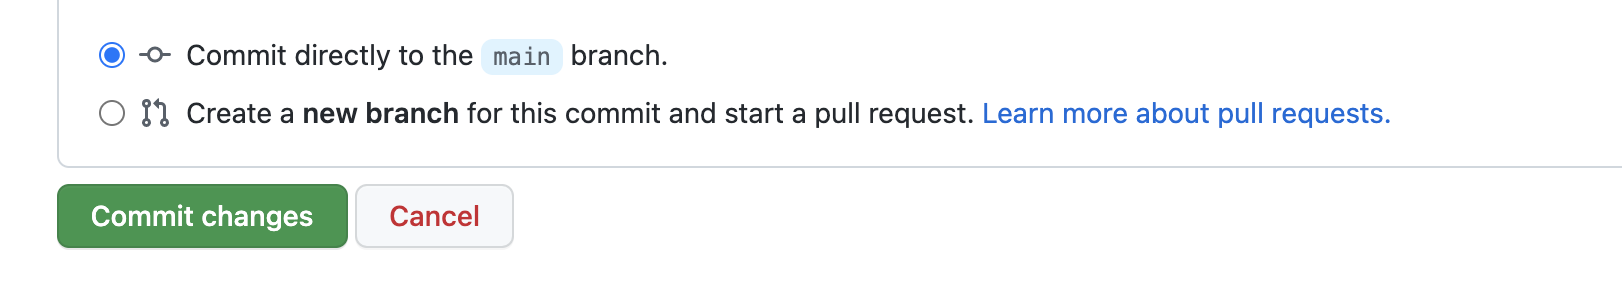 Commit directly to the main branch.
Create a new branch for this commit and start a pull request. Learn more about pull requests.
Commit changes Cancel